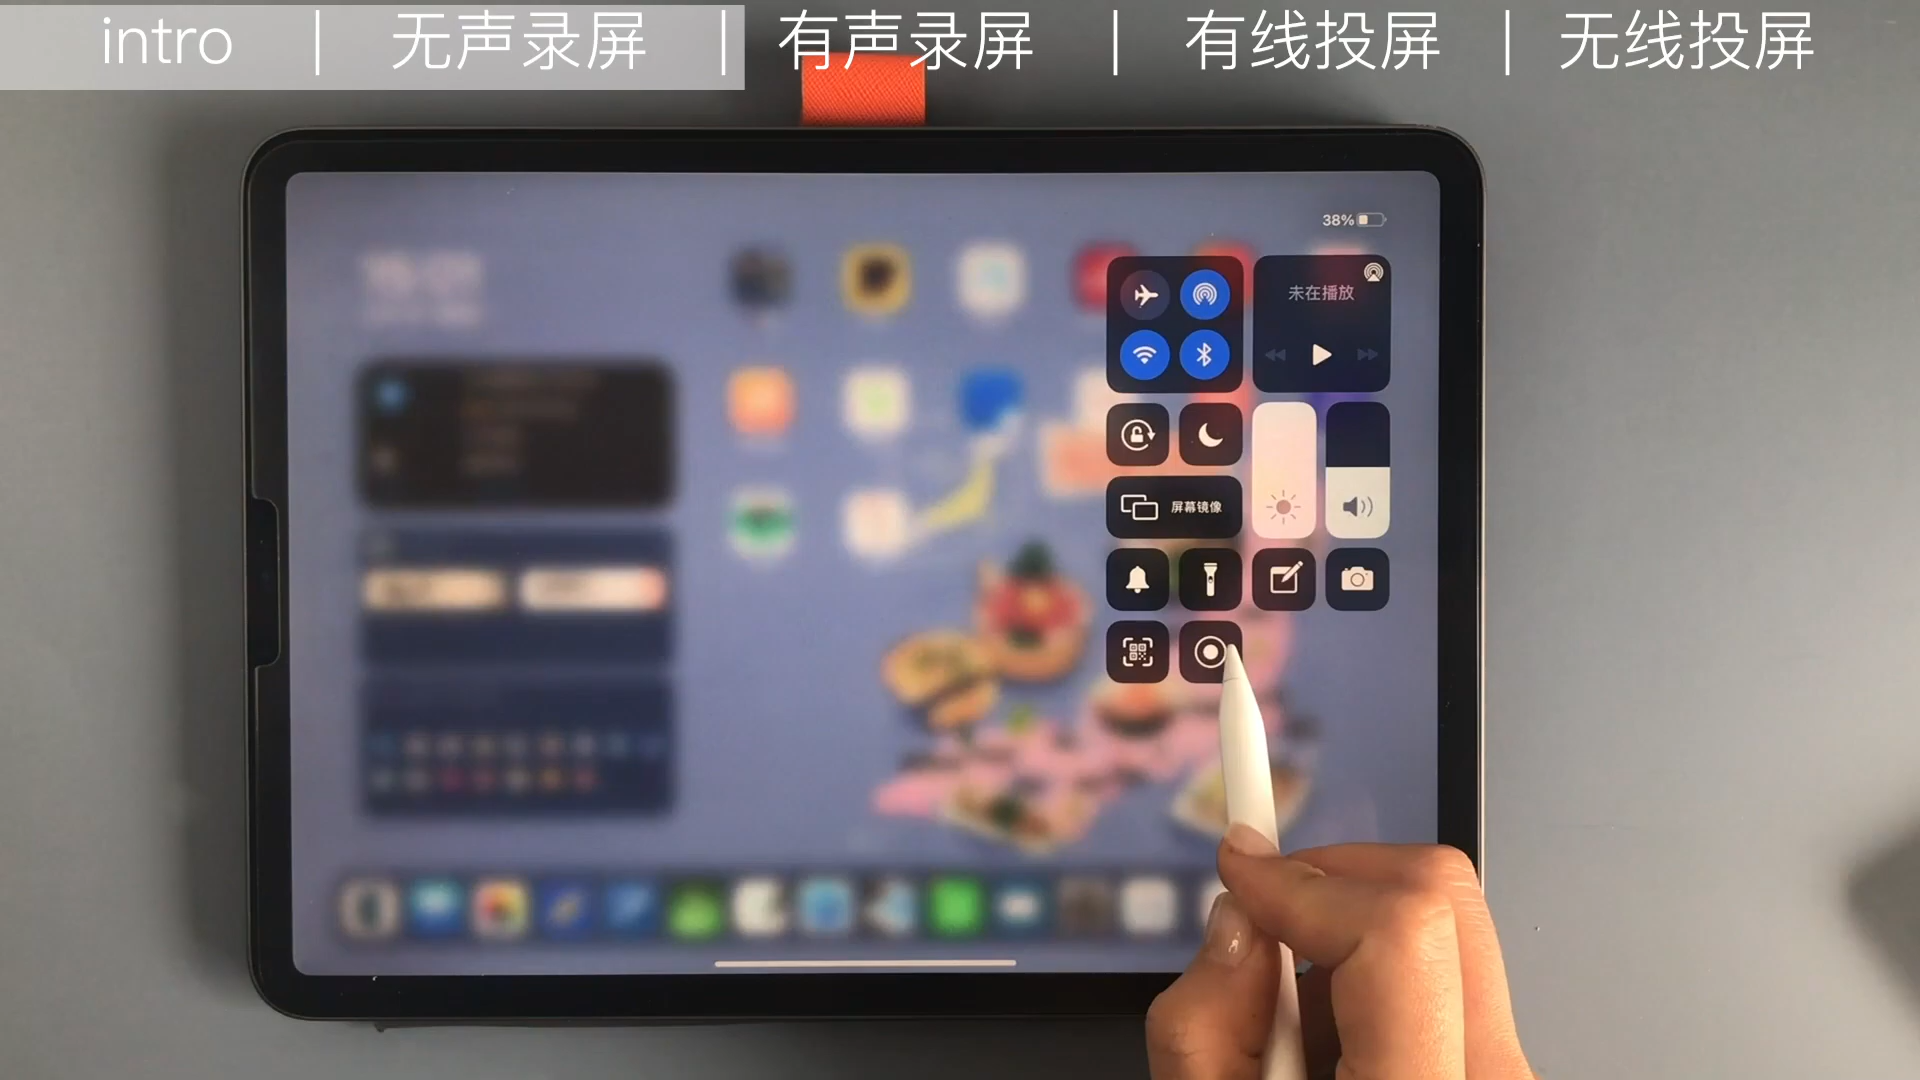 intro | 无声录屏 | 有声录屏 | 有线投屏 | 无线投屏
38%
未在播放
屏幕镜像